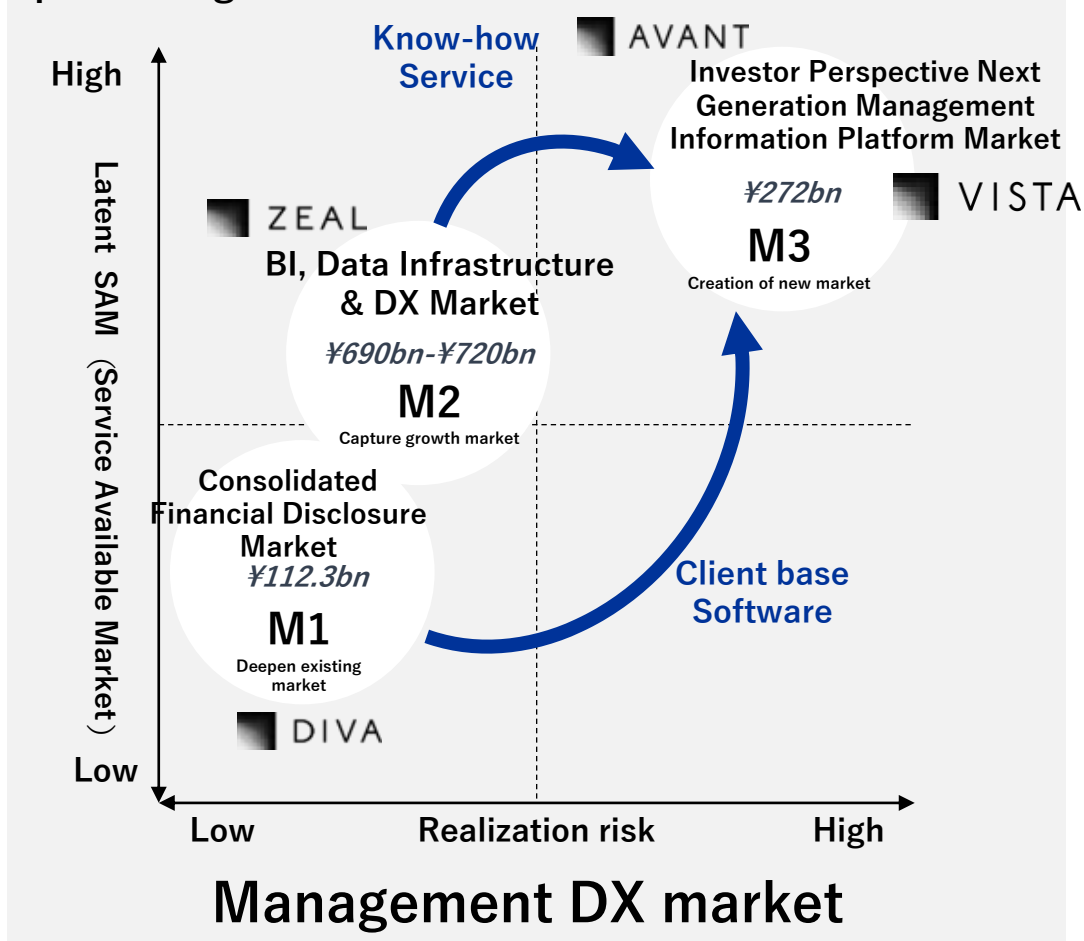 Know-how
Service
AVANT
High
Investor Perspective Next
Generation Management
Information Platform Market
¥272bn
VISTA
M3
Creation of new market
ZEAL
BI, Data Infrastructure
& DX Market
¥690bn-¥720bn
M2
Capture growth market
Latent SAM (Service Available Market)
Consolidated
Financial Disclosure
Market
¥112.3bn
M1
Deepen existing
market
Client base
Software
DIVA
Low
Low
Realization risk
High
Management DX market